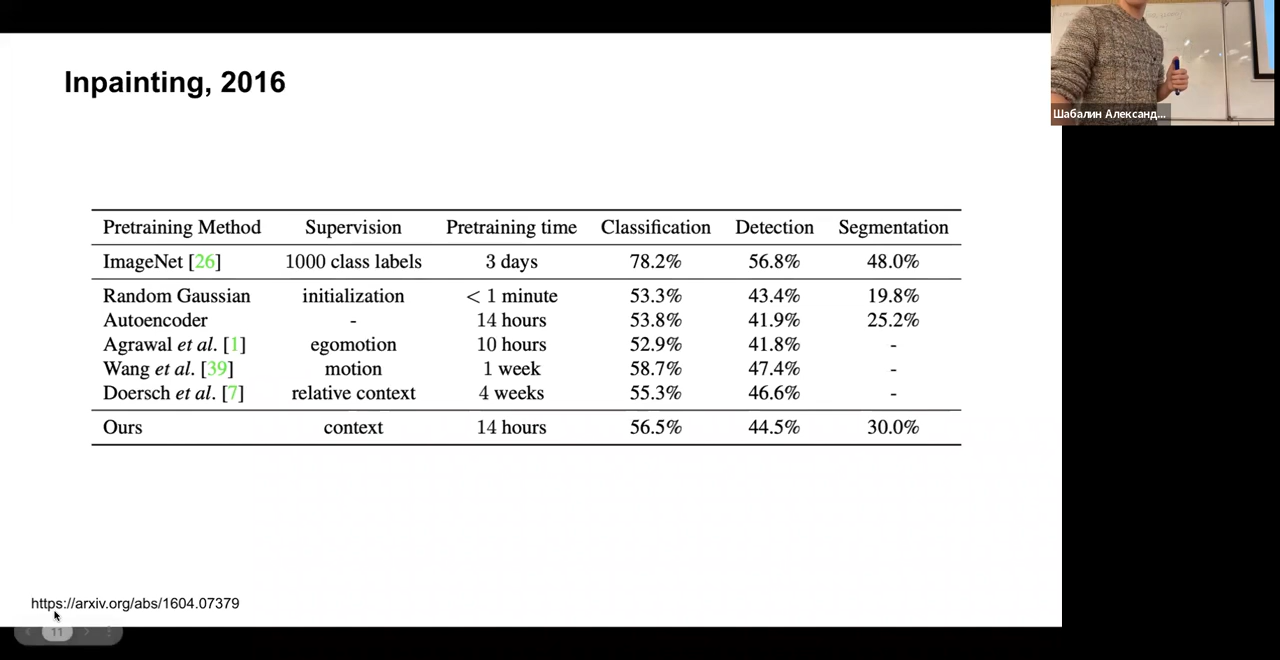 Inpainting, 2016
Шабалин Александ...
Pretraining Method Supervision Pretraining time Classification Detection Segmentation
ImageNet [26] 1000 class labels 3 days 78.2% 56.8% 48.0%
Random Gaussian initialization < 1 minute 53.3% 43.4% 19.8%
Autoencoder - 14 hours 53.8% 41.9% 25.2%
Agrawal et al. [1] egomotion 10 hours 52.9% 41.8% -
Wang et al. [39] motion 1 week 58.7% 47.4% -
Doersch et al. [7] relative context 4 weeks 55.3% 46.6% -
Ours context 14 hours 56.5% 44.5% 30.0%
https://arxiv.org/abs/1604.07379
11